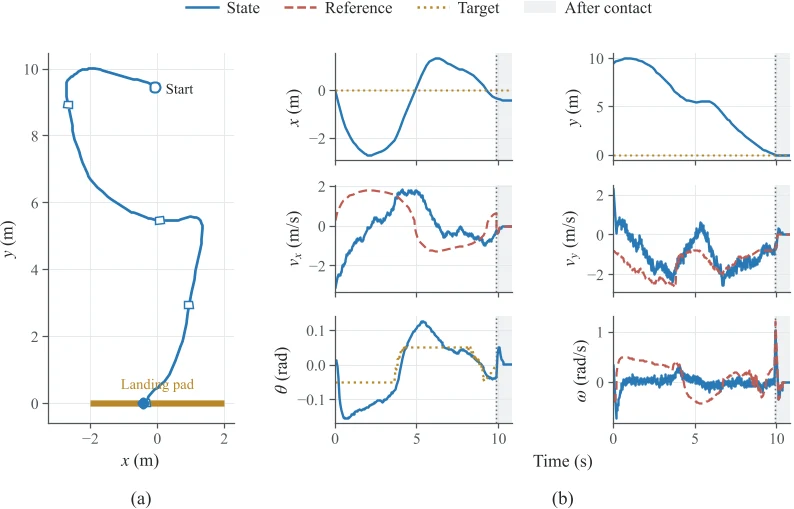 State Reference Target After contact
10
8
6
4
2
0
y (m)
Start
Landing pad
−2 0 2
x (m)
(a)
0
−2
x (m)
10
5
0
y (m)
2
0
−2
vₓ (m/s)
2
0
−2
v_y (m/s)
0.1
0.0
−0.1
θ (rad)
0 5 10
1
0
ω (rad/s)
0 5 10
Time (s)
(b)